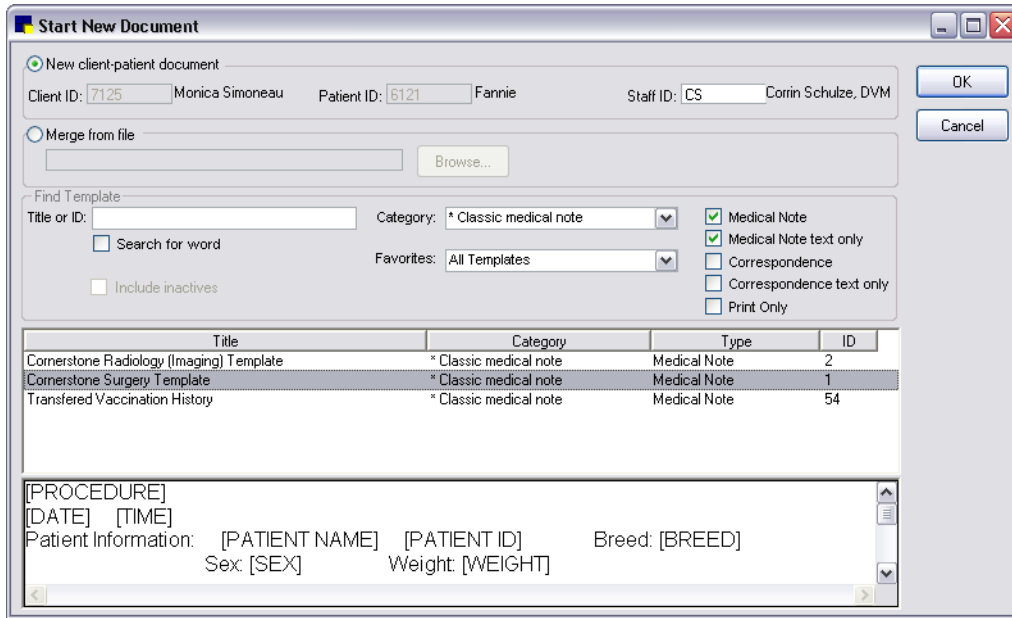 Start New Document
New client-patient document
Client ID: 7125 Monica Simoneau Patient ID: 6121 Fannie Staff ID: CS Corrin Schulze, DVM
OK
Cancel
Merge from file
Browse...
Find Template
Title or ID: Category: * Classic medical note Medical Note
Search for word Medical Note text only
Favorites: All Templates Correspondence
Include inactives Correspondence text only
Print Only
Title Category Type ID
Cornerstone Radiology (Imaging) Template * Classic medical note Medical Note 2
Cornerstone Surgery Template * Classic medical note Medical Note 1
Transfered Vaccination History * Classic medical note Medical Note 54
[PROCEDURE]
[DATE] [TIME]
Patient Information: [PATIENT NAME] [PATIENT ID] Breed: [BREED]
Sex: [SEX] Weight: [WEIGHT]